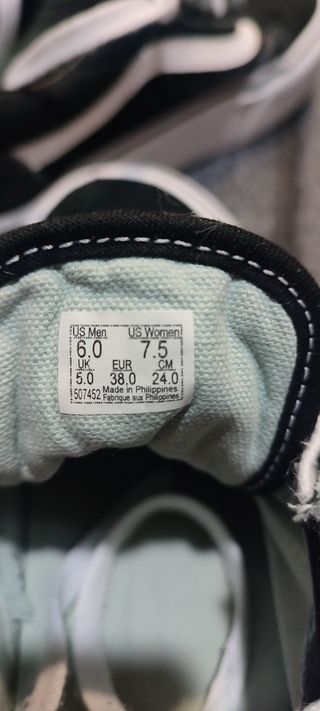 US Men US Women
6.0 7.5
UK EUR CM
5.0 38.0 24.0
507452 Made in Philippines
Fabrique aux Philippines